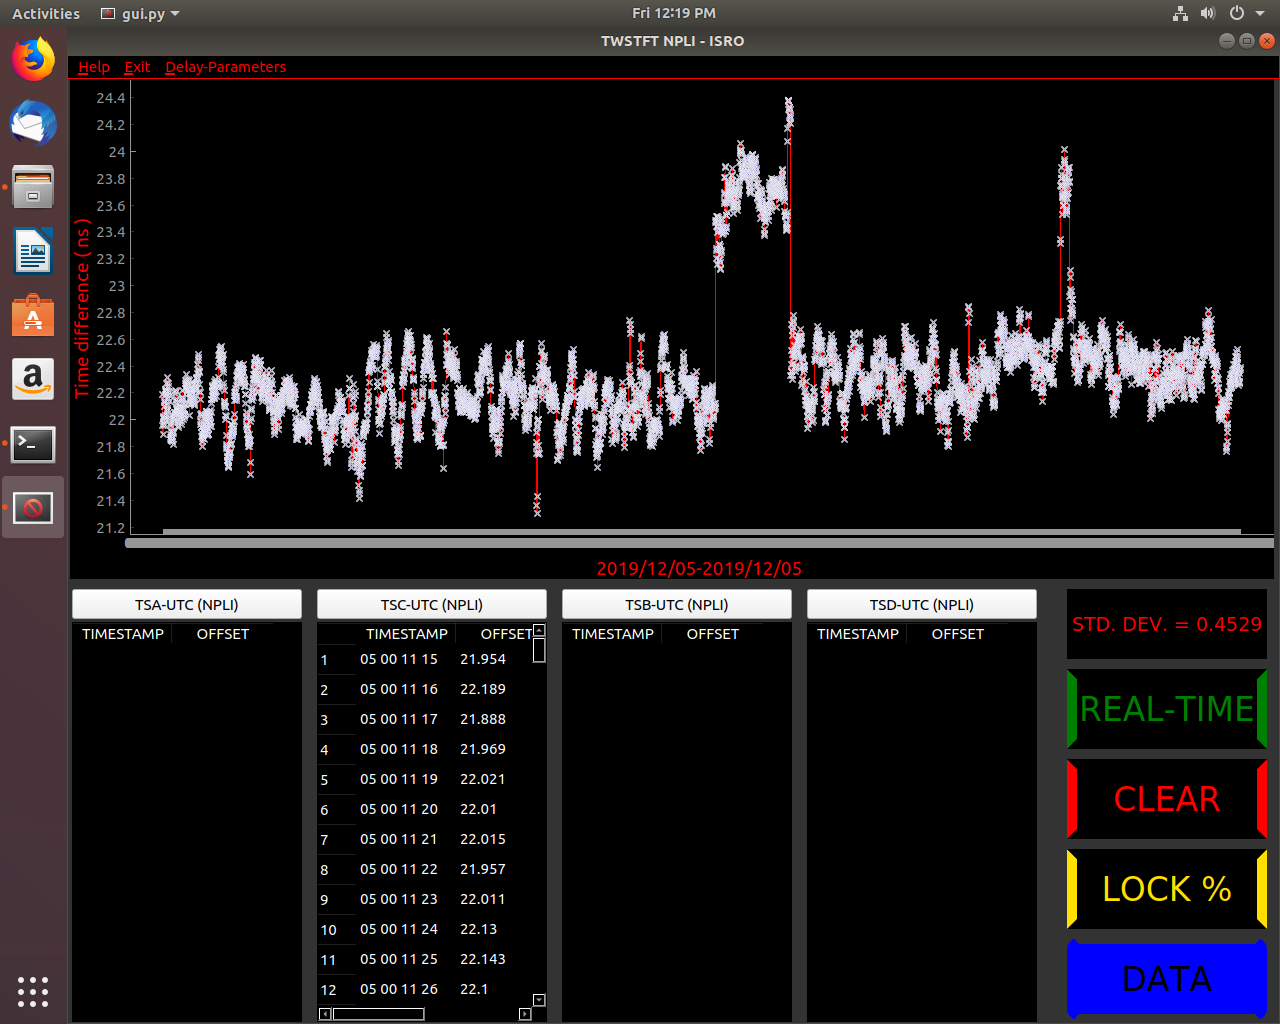 Activities gui.py Fri 12:19 PM
TWSTFT NPLI - ISRO
Help Exit Delay-Parameters
24.4
24.2
24
23.8
23.6
23.4
23.2
23
22.8
22.6
22.4
22.2
22
21.8
21.6
21.4
21.2
Time difference ( ns )
2019/12/05-2019/12/05
TSA-UTC (NPLI) TSC-UTC (NPLI) TSB-UTC (NPLI) TSD-UTC (NPLI)
TIMESTAMP OFFSET TIMESTAMP OFFSET TIMESTAMP OFFSET TIMESTAMP OFFSET
1 05 00 11 15 21.954
2 05 00 11 16 22.189
3 05 00 11 17 21.888
4 05 00 11 18 21.969
5 05 00 11 19 22.021
6 05 00 11 20 22.01
7 05 00 11 21 22.015
8 05 00 11 22 21.957
9 05 00 11 23 22.011
10 05 00 11 24 22.13
11 05 00 11 25 22.143
12 05 00 11 26 22.1
STD. DEV. = 0.4529
REAL-TIME
CLEAR
LOCK %
DATA